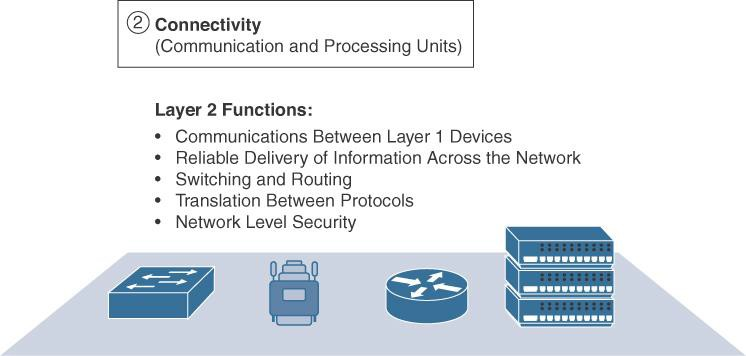 ② Connectivity
(Communication and Processing Units)
Layer 2 Functions:
• Communications Between Layer 1 Devices
• Reliable Delivery of Information Across the Network
• Switching and Routing
• Translation Between Protocols
• Network Level Security